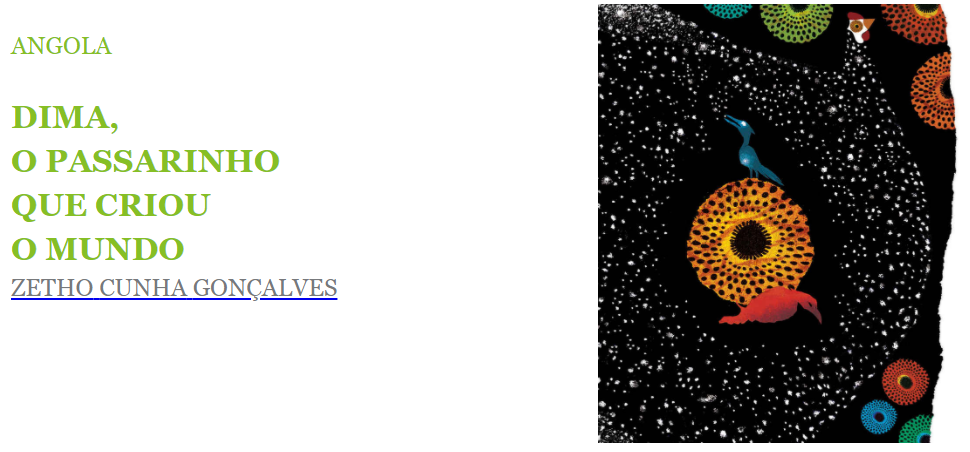 ANGOLA
DIMA,
O PASSARINHO
QUE CRIOU
O MUNDO
ZETHO CUNHA GONÇALVES